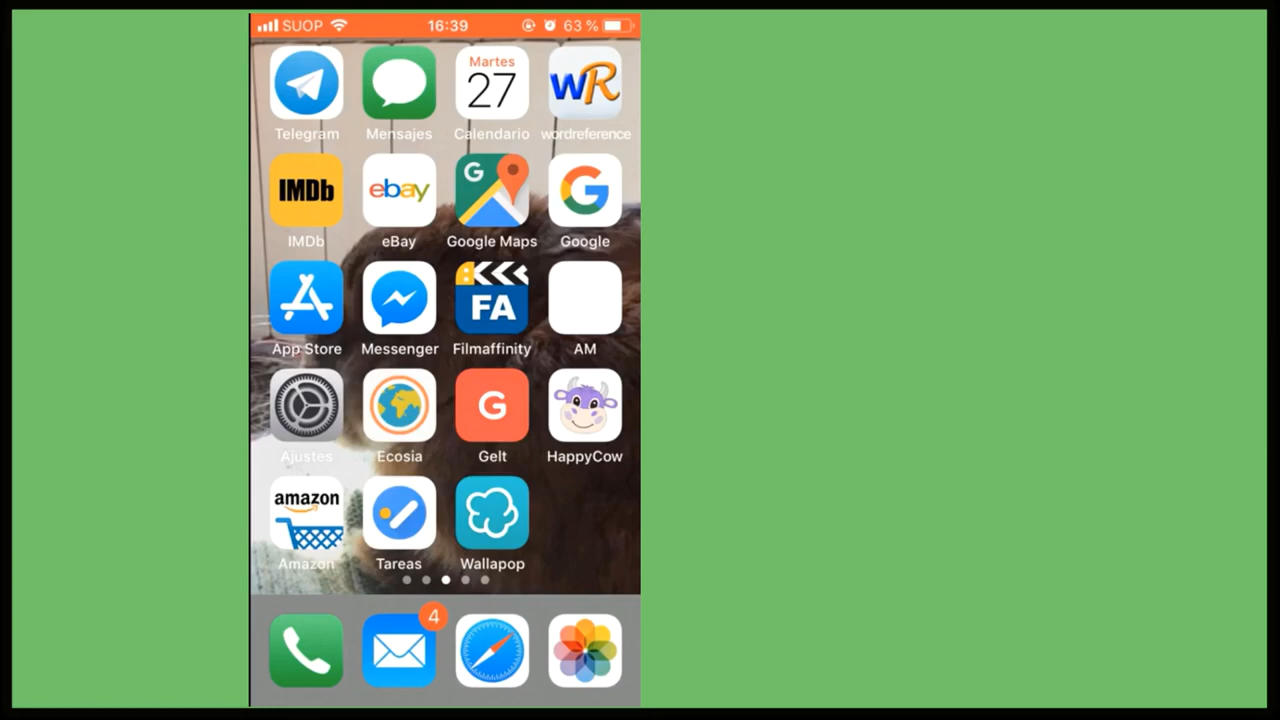 SUOP 16:39 63 %
Martes
27
WR
Telegram Mensajes Calendario wordreference
IMDb ebay G G
IMDb eBay Google Maps Google
FA
App Store Messenger Filmaffinity AM
G
Ajustes Ecosia Gelt HappyCow
amazon
Amazon Tareas Wallapop
4